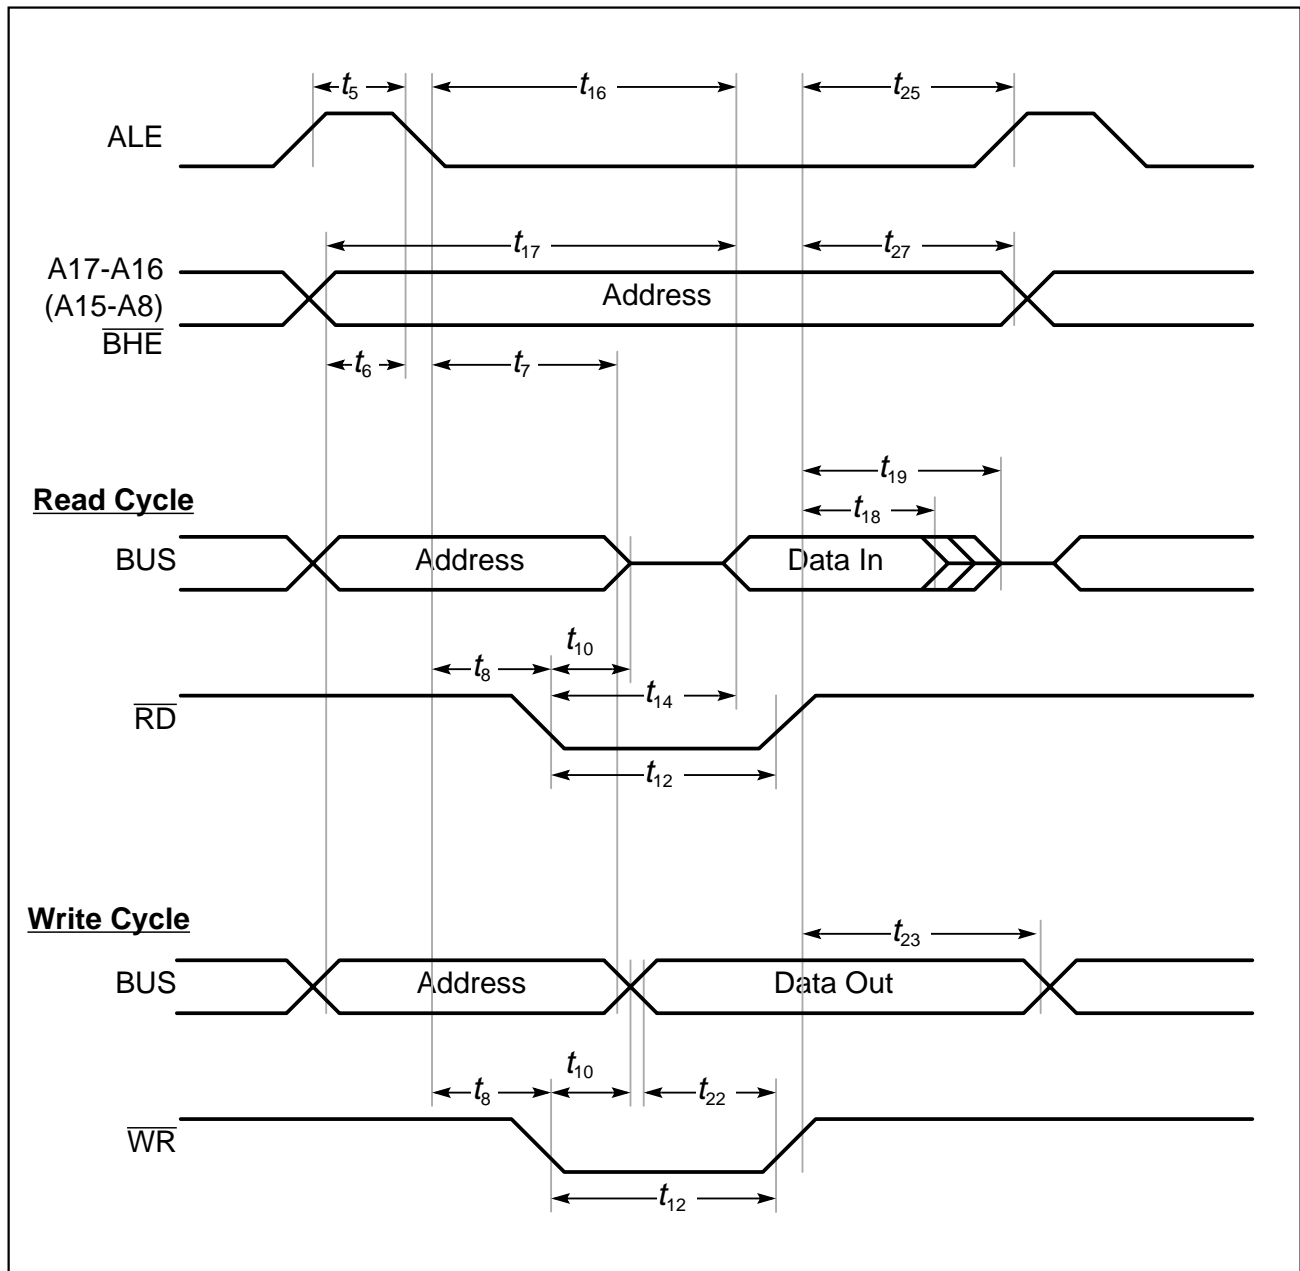 t5
t16
t25
ALE
t17
t27
A17-A16
(A15-A8)
BHE
Address
t6
t7
t19
Read Cycle
t18
BUS
Address
Data In
t10
t8
t14
RD
t12
Write Cycle
t23
BUS
Address
Data Out
t10
t8
t22
WR
t12